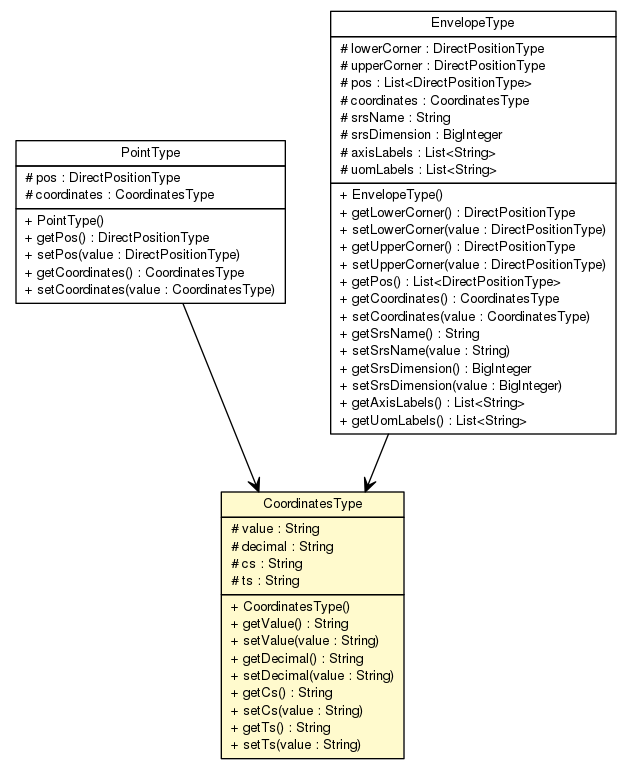 EnvelopeType
# lowerCorner : DirectPositionType
# upperCorner : DirectPositionType
# pos : List<DirectPositionType>
# coordinates : CoordinatesType
# srsName : String
# srsDimension : BigInteger
# axisLabels : List<String>
# uomLabels : List<String>
+ EnvelopeType()
+ getLowerCorner() : DirectPositionType
+ setLowerCorner(value : DirectPositionType)
+ getUpperCorner() : DirectPositionType
+ setUpperCorner(value : DirectPositionType)
+ getPos() : List<DirectPositionType>
+ getCoordinates() : CoordinatesType
+ setCoordinates(value : CoordinatesType)
+ getSrsName() : String
+ setSrsName(value : String)
+ getSrsDimension() : BigInteger
+ setSrsDimension(value : BigInteger)
+ getAxisLabels() : List<String>
+ getUomLabels() : List<String>
PointType
# pos : DirectPositionType
# coordinates : CoordinatesType
+ PointType()
+ getPos() : DirectPositionType
+ setPos(value : DirectPositionType)
+ getCoordinates() : CoordinatesType
+ setCoordinates(value : CoordinatesType)
CoordinatesType
# value : String
# decimal : String
# cs : String
# ts : String
+ CoordinatesType()
+ getValue() : String
+ setValue(value : String)
+ getDecimal() : String
+ setDecimal(value : String)
+ getCs() : String
+ setCs(value : String)
+ getTs() : String
+ setTs(value : String)